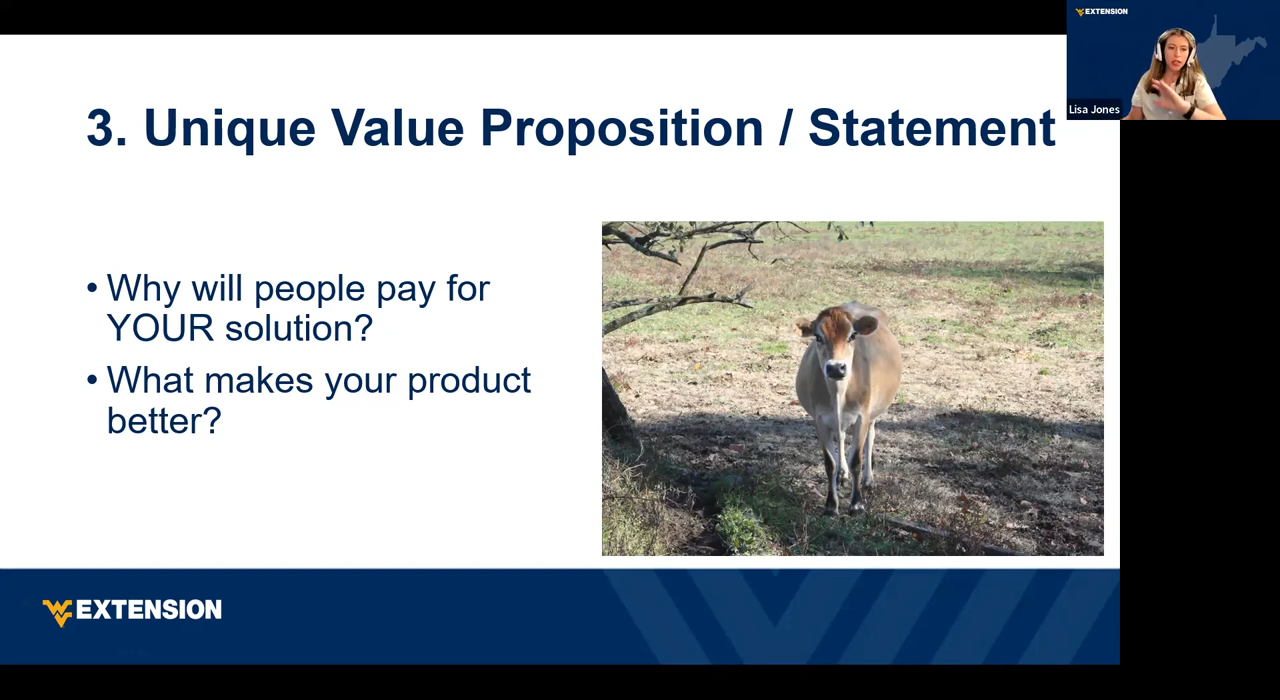 EXTENSION
Lisa Jones
3. Unique Value Proposition / Statement
• Why will people pay for
YOUR solution?
• What makes your product
better?
WV EXTENSION